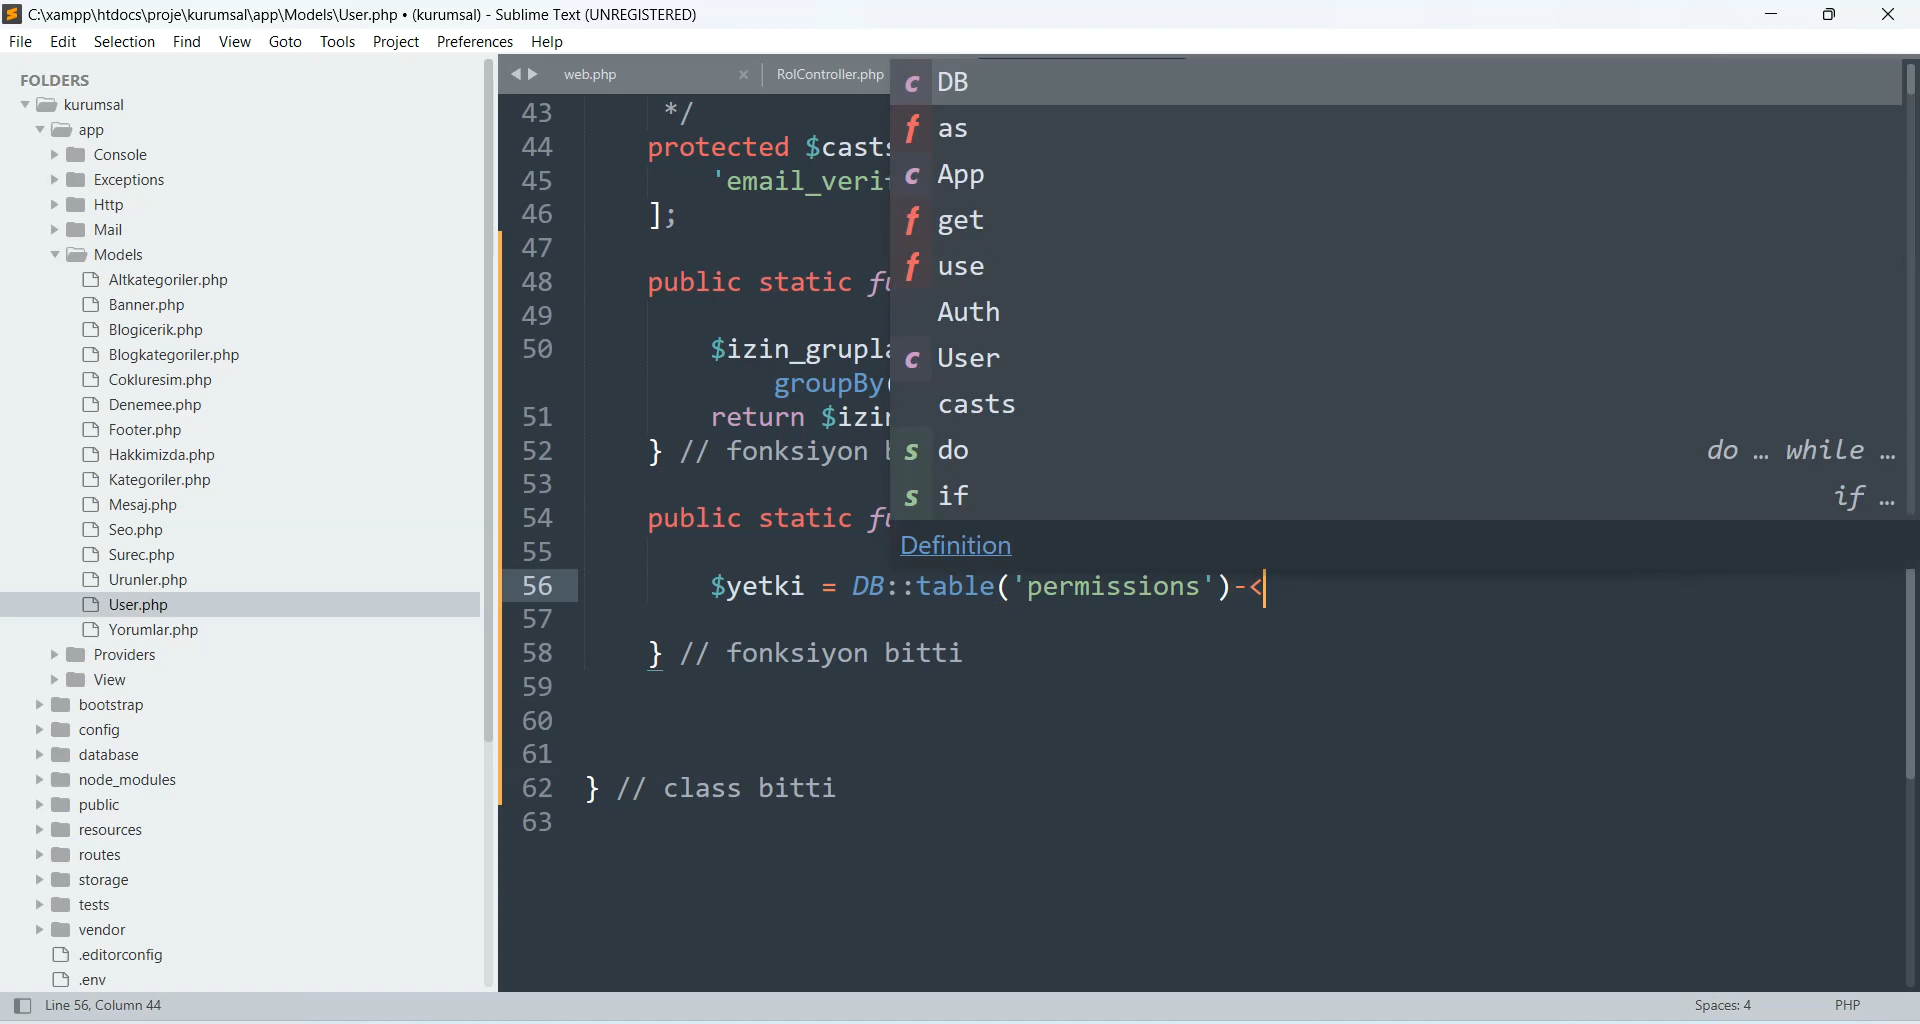 C:\xampp\htdocs\proje\kurumsal\app\Models\User.php • (kurumsal) - Sublime Text (UNREGISTERED)
File Edit Selection Find View Goto Tools Project Preferences Help
FOLDERS
kurumsal
app
Console
Exceptions
Http
Mail
Models
Altkategoriler.php
Banner.php
Blogicerik.php
Blogkategoriler.php
Cokluresim.php
Denemee.php
Footer.php
Hakkimizda.php
Kategoriler.php
Mesaj.php
Seo.php
Surec.php
Urunler.php
User.php
Yorumlar.php
Providers
View
bootstrap
config
database
node_modules
public
resources
routes
storage
tests
vendor
.editorconfig
.env
web.php × RolController.php
43 */
44 protected $casts
45 'email_veri
46 ];
47
48 public static
49
50 $izin_grupla
groupBy(
51 return $izin
52 } // fonksiyon
53
54 public static
55
56 $yetki = DB::table('permissions')-<
57
58 } // fonksiyon bitti
59
60
61
62 } // class bitti
63
c DB
f as
c App
f get
f use
Auth
c User
casts
s do do … while …
s if if …
Definition
Line 56, Column 44 Spaces: 4 PHP